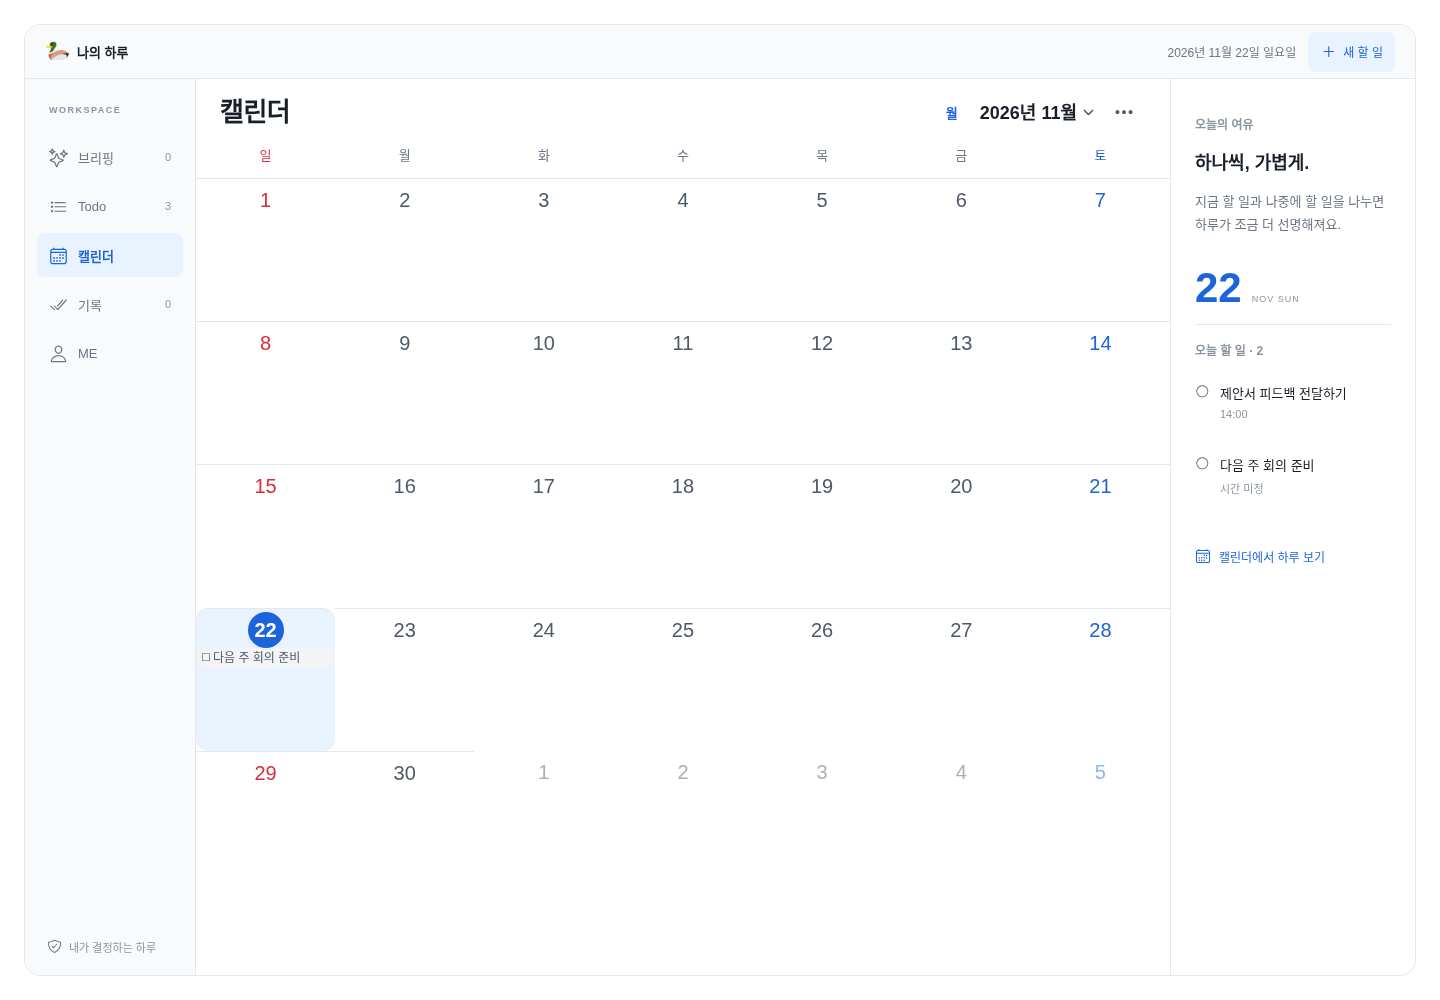 나의 하루
2026년 11월 22일 일요일
새 할 일
WORKSPACE
브리핑 0
Todo 3
캘린더
기록 0
ME
내가 결정하는 하루
캘린더
월 2026년 11월
일 월 화 수 목 금 토
1 2 3 4 5 6 7
8 9 10 11 12 13 14
15 16 17 18 19 20 21
22 23 24 25 26 27 28
다음 주 회의 준비
29 30 1 2 3 4 5
오늘의 여유
하나씩, 가볍게.
지금 할 일과 나중에 할 일을 나누면
하루가 조금 더 선명해져요.
22 NOV SUN
오늘 할 일 · 2
제안서 피드백 전달하기
14:00
다음 주 회의 준비
시간 미정
캘린더에서 하루 보기